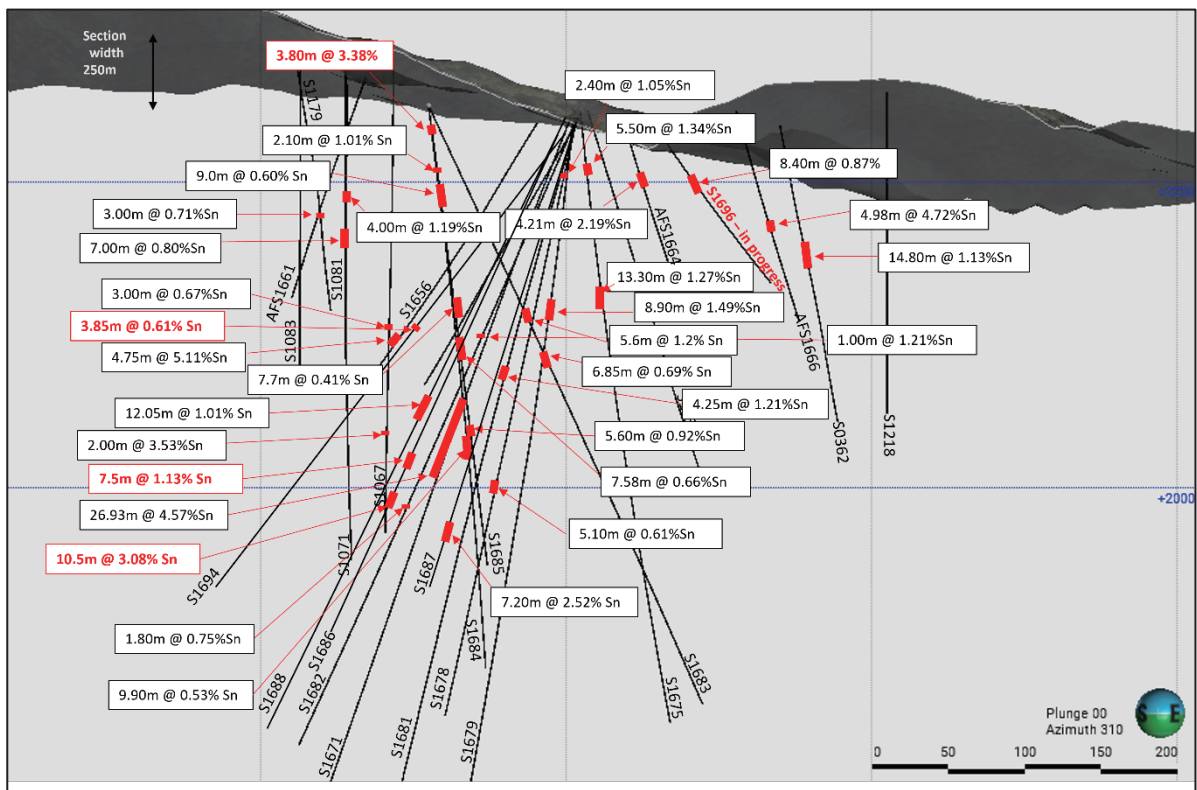 Section
width
250m
3.80m @ 3.38%
2.40m @ 1.05%Sn
S1179
5.50m @ 1.34%Sn
2.10m @ 1.01% Sn
8.40m @ 0.87%
9.0m @ 0.60% Sn
+2200
3.00m @ 0.71%Sn
4.00m @ 1.19%Sn
4.21m @ 2.19%Sn
AFS1664
S1696 – in progress
4.98m @ 4.72%Sn
7.00m @ 0.80%Sn
14.80m @ 1.13%Sn
AFS1661
S1081
13.30m @ 1.27%Sn
3.00m @ 0.67%Sn
S1656
8.90m @ 1.49%Sn
3.85m @ 0.61% Sn
S1083
5.6m @ 1.2% Sn
AFS1666
1.00m @ 1.21%Sn
4.75m @ 5.11%Sn
7.7m @ 0.41% Sn
6.85m @ 0.69% Sn
12.05m @ 1.01% Sn
4.25m @ 1.21%Sn
S0362
S1218
2.00m @ 3.53%Sn
5.60m @ 0.92%Sn
7.5m @ 1.13% Sn
S1067
7.58m @ 0.66%Sn
+2000
26.93m @ 4.57%Sn
5.10m @ 0.61%Sn
10.5m @ 3.08% Sn
S1071
S1694
S1687
S1685
7.20m @ 2.52% Sn
1.80m @ 0.75%Sn
S1686
S1684
9.90m @ 0.53% Sn
S1688
S1682
S1678
S1683
S1675
S1671
S1681
S1679
Plunge 00
Azimuth 310
S E
0 50 100 150 200